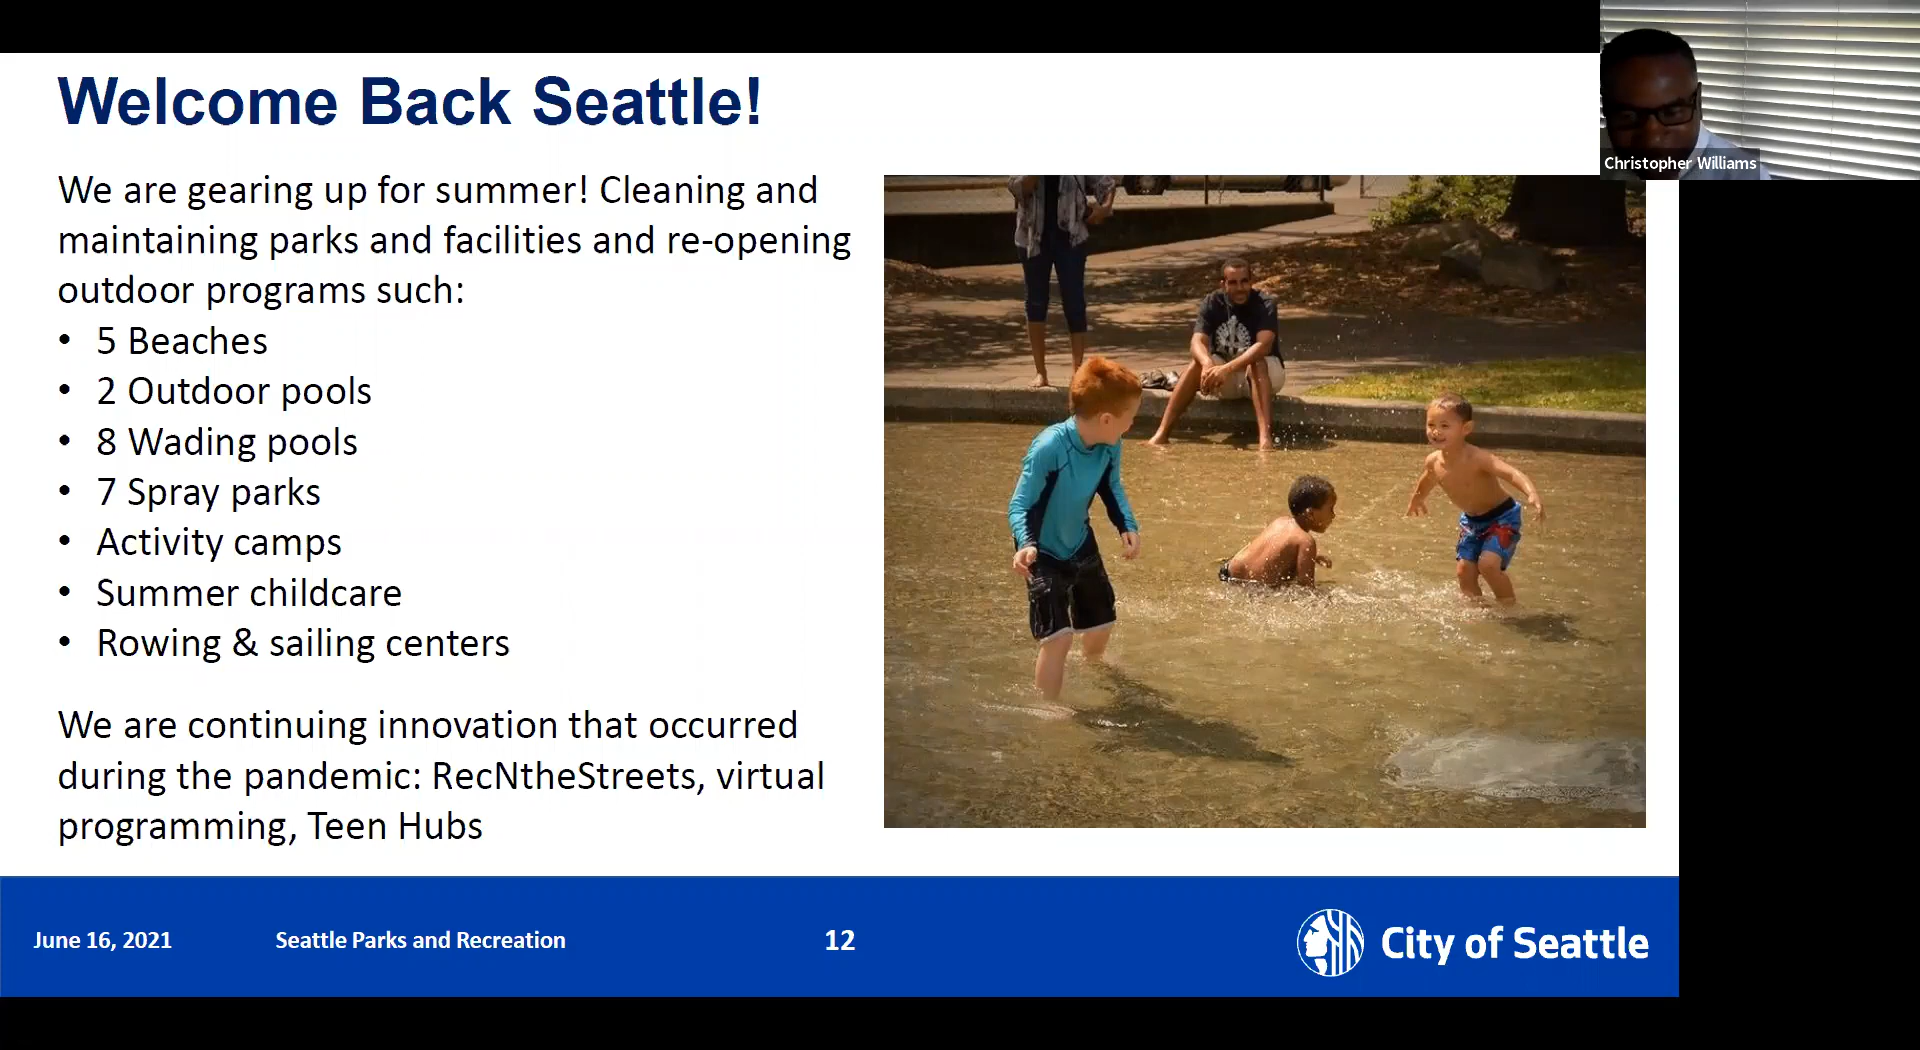 Welcome Back Seattle!
Christopher Williams
We are gearing up for summer! Cleaning and
maintaining parks and facilities and re-opening
outdoor programs such:
• 5 Beaches
• 2 Outdoor pools
• 8 Wading pools
• 7 Spray parks
• Activity camps
• Summer childcare
• Rowing & sailing centers
We are continuing innovation that occurred
during the pandemic: RecNtheStreets, virtual
programming, Teen Hubs
June 16, 2021
Seattle Parks and Recreation
12
City of Seattle